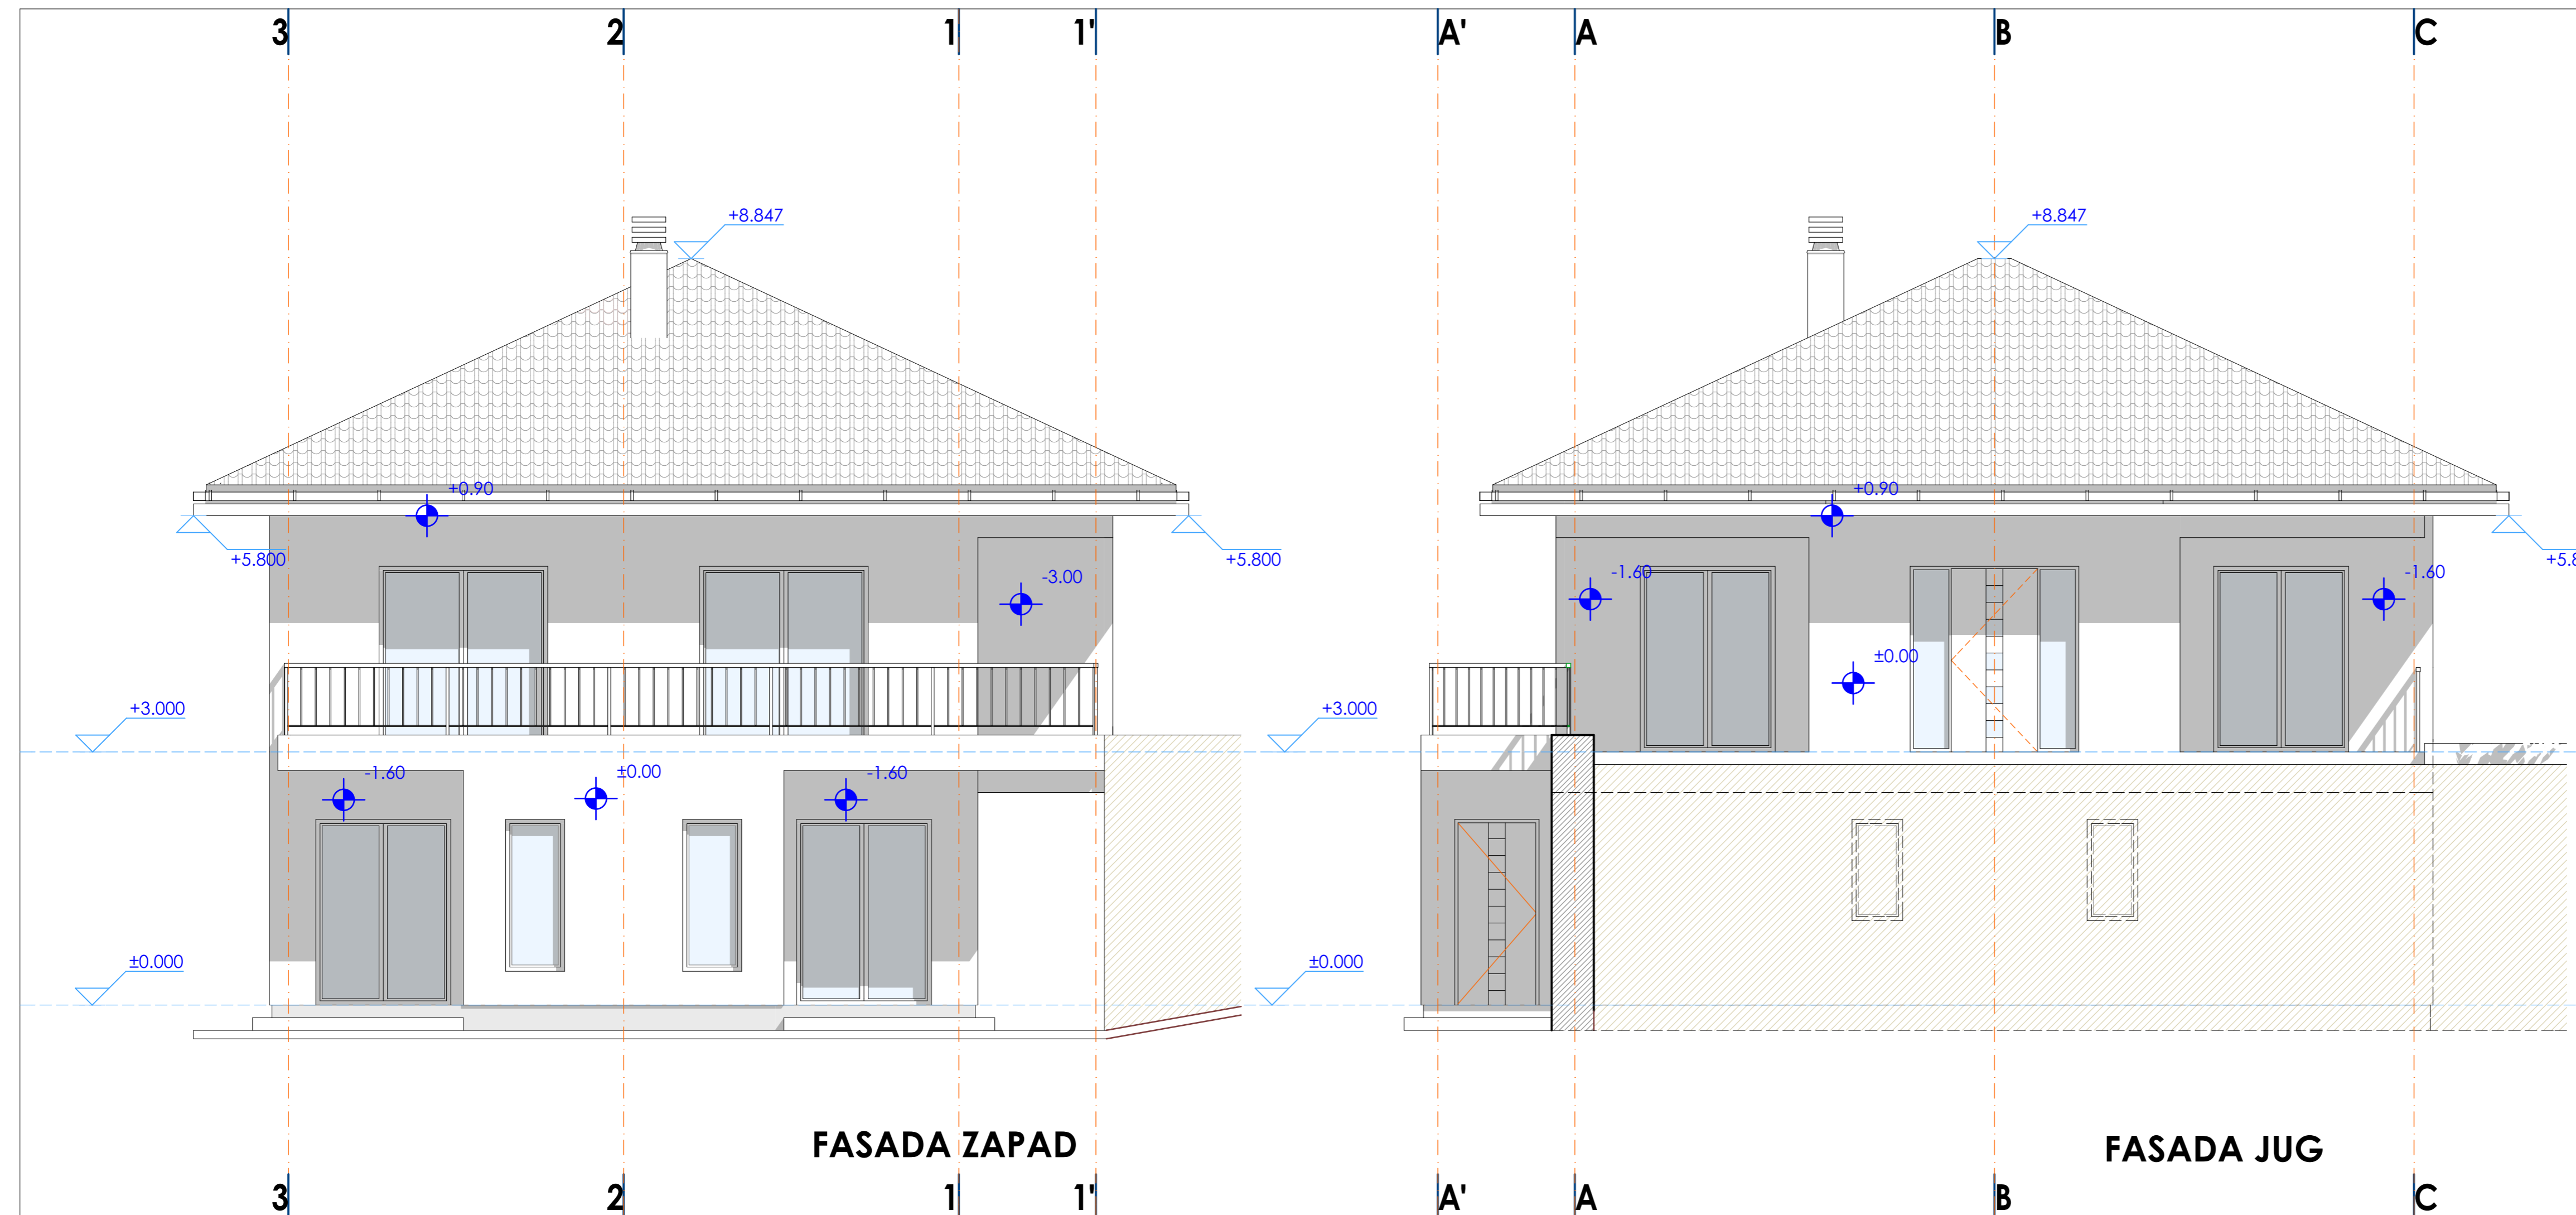 3 2 1 1' A' A B C
+8.847 +8.847
+0.90 +0.90
+5.800 +5.800 +5.8
-3.00 -1.60 -1.60
±0.00
+3.000 +3.000
-1.60 ±0.00 -1.60
±0.000 ±0.000
FASADA ZAPAD FASADA JUG
3 2 1 1' A' A B C